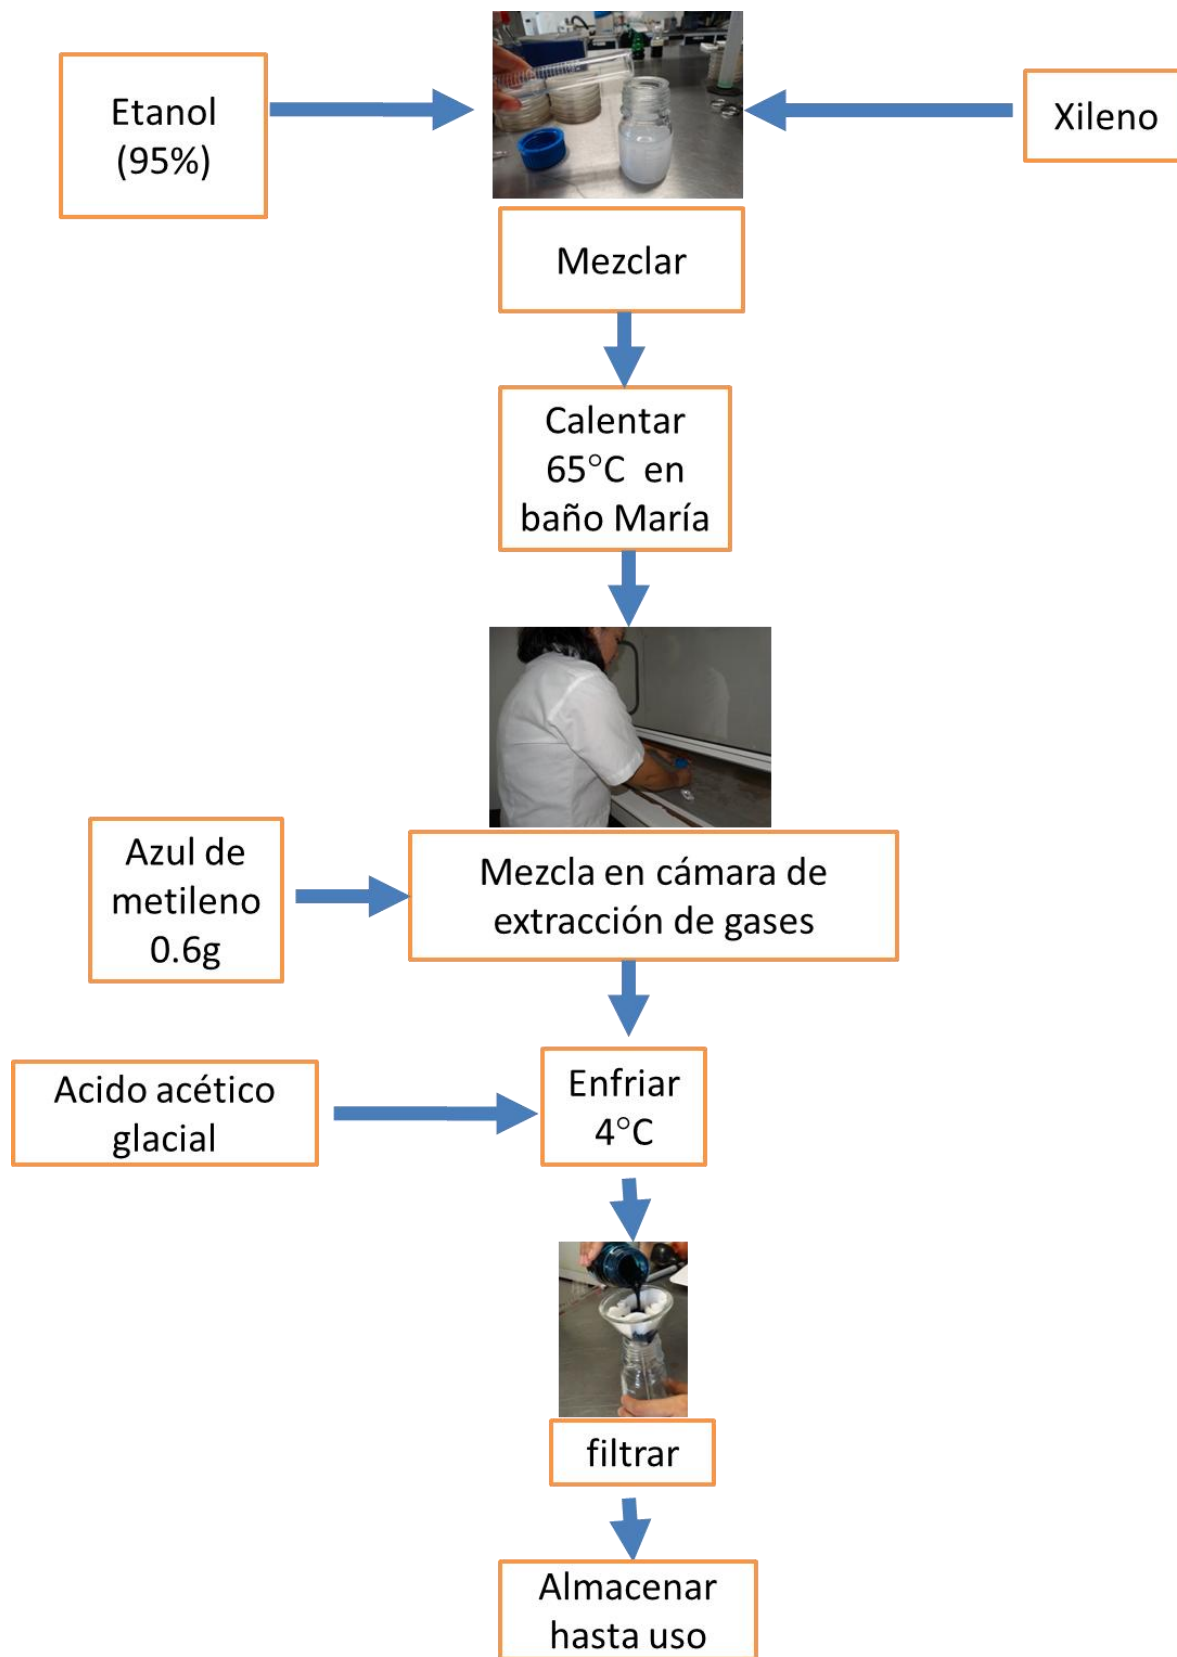 Etanol
(95%)
Xileno
Mezclar
Calentar
65°C en
baño María
Azul de
metileno
0.6g
Mezcla en cámara de
extracción de gases
Acido acético
glacial
Enfriar
4°C
filtrar
Almacenar
hasta uso